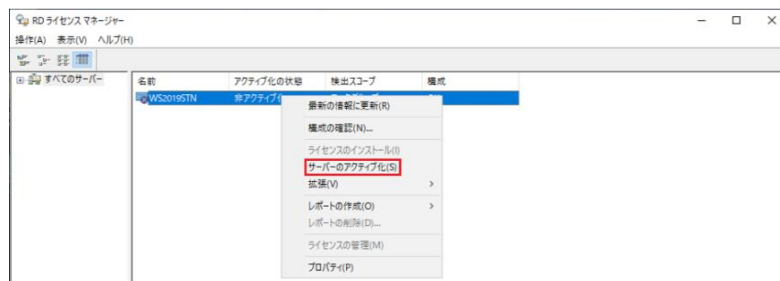 RD ライセンス マネージャー
操作(A) 表示(V) ヘルプ(H)
すべてのサーバー
名前 アクティブ化の状態 検出スコープ 構成
WS2019STN 非アクティブ
最新の情報に更新(R)
構成の確認(N)...
ライセンスのインストール(I)
サーバーのアクティブ化(S)
拡張(V)
レポートの作成(O)
レポートの削除(D)...
ライセンスの管理(M)
プロパティ(P)